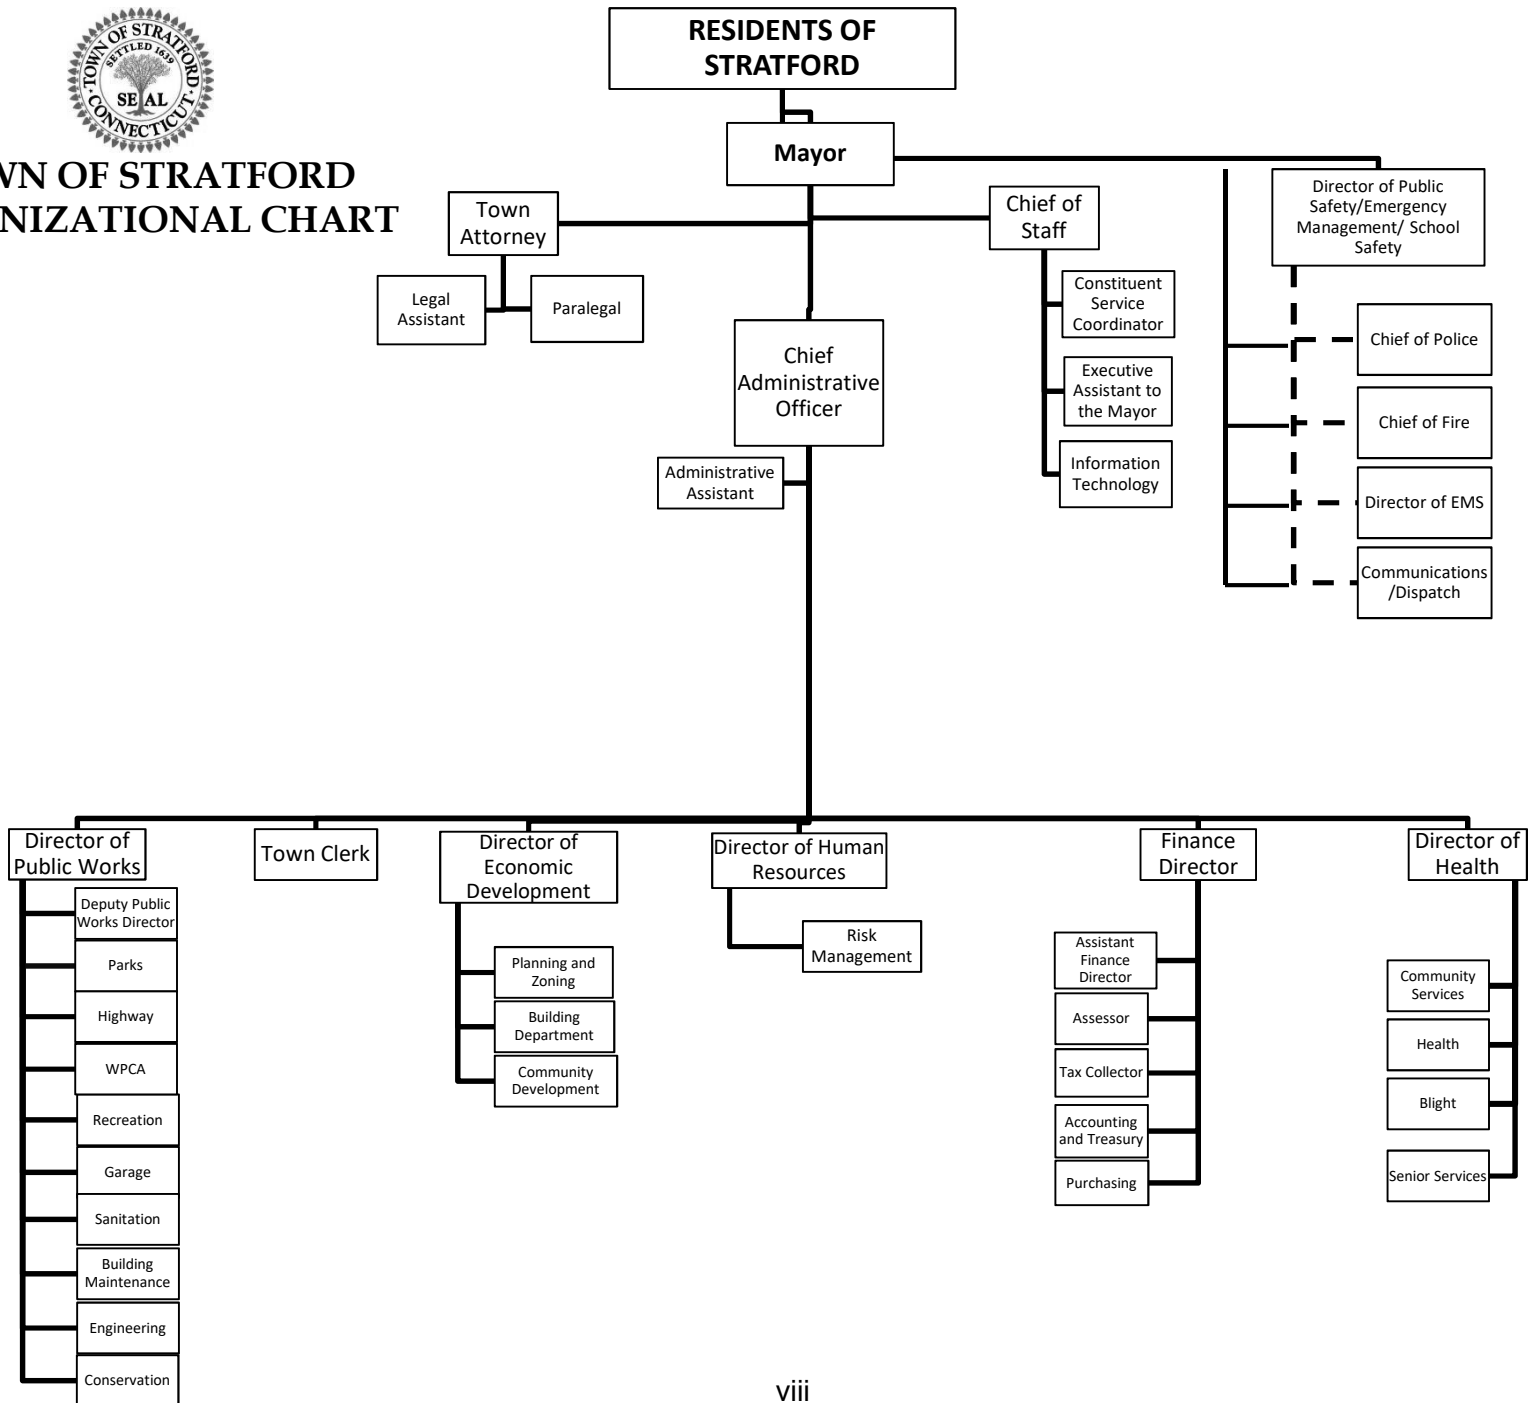 RESIDENTS OF
STRATFORD
TOWN OF STRATFORD
SETTLED 1639
SEAL
CONNECTICUT
WN OF STRATFORD
NIZATIONAL CHART
Mayor
Town
Attorney
Legal
Assistant
Paralegal
Chief of
Staff
Constituent
Service
Coordinator
Executive
Assistant to
the Mayor
Information
Technology
Director of Public
Safety/Emergency
Management/ School
Safety
Chief of Police
Chief of Fire
Director of EMS
Communications
/Dispatch
Chief
Administrative
Officer
Administrative
Assistant
Director of
Public Works
Deputy Public
Works Director
Parks
Highway
WPCA
Recreation
Garage
Sanitation
Building
Maintenance
Engineering
Conservation
Town Clerk
Director of
Economic
Development
Planning and
Zoning
Building
Department
Community
Development
Director of Human
Resources
Risk
Management
Finance
Director
Assistant
Finance
Director
Assessor
Tax Collector
Accounting
and Treasury
Purchasing
Director of
Health
Community
Services
Health
Blight
Senior Services
viii